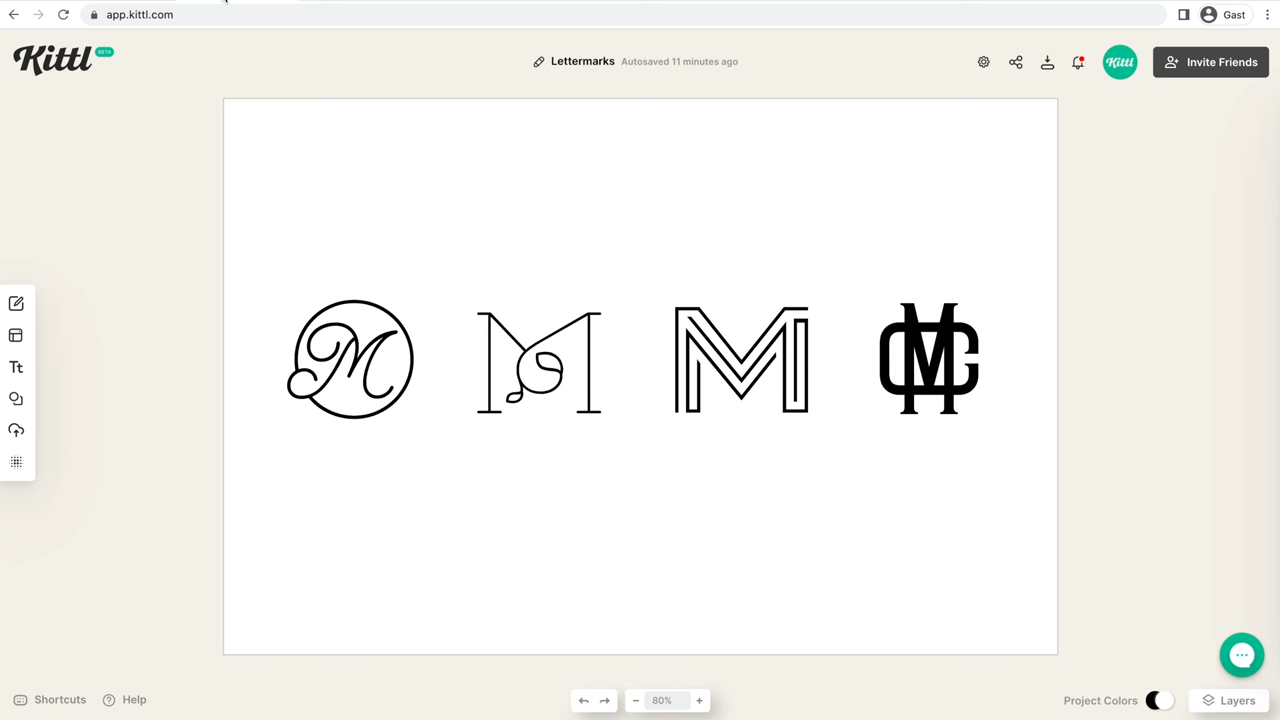 app.kittl.com
Gast
Kittl BETA
Lettermarks Autosaved 11 minutes ago
Kittl
Invite Friends
M
M
M
MC
Tt
Shortcuts
Help
80%
Project Colors
Layers